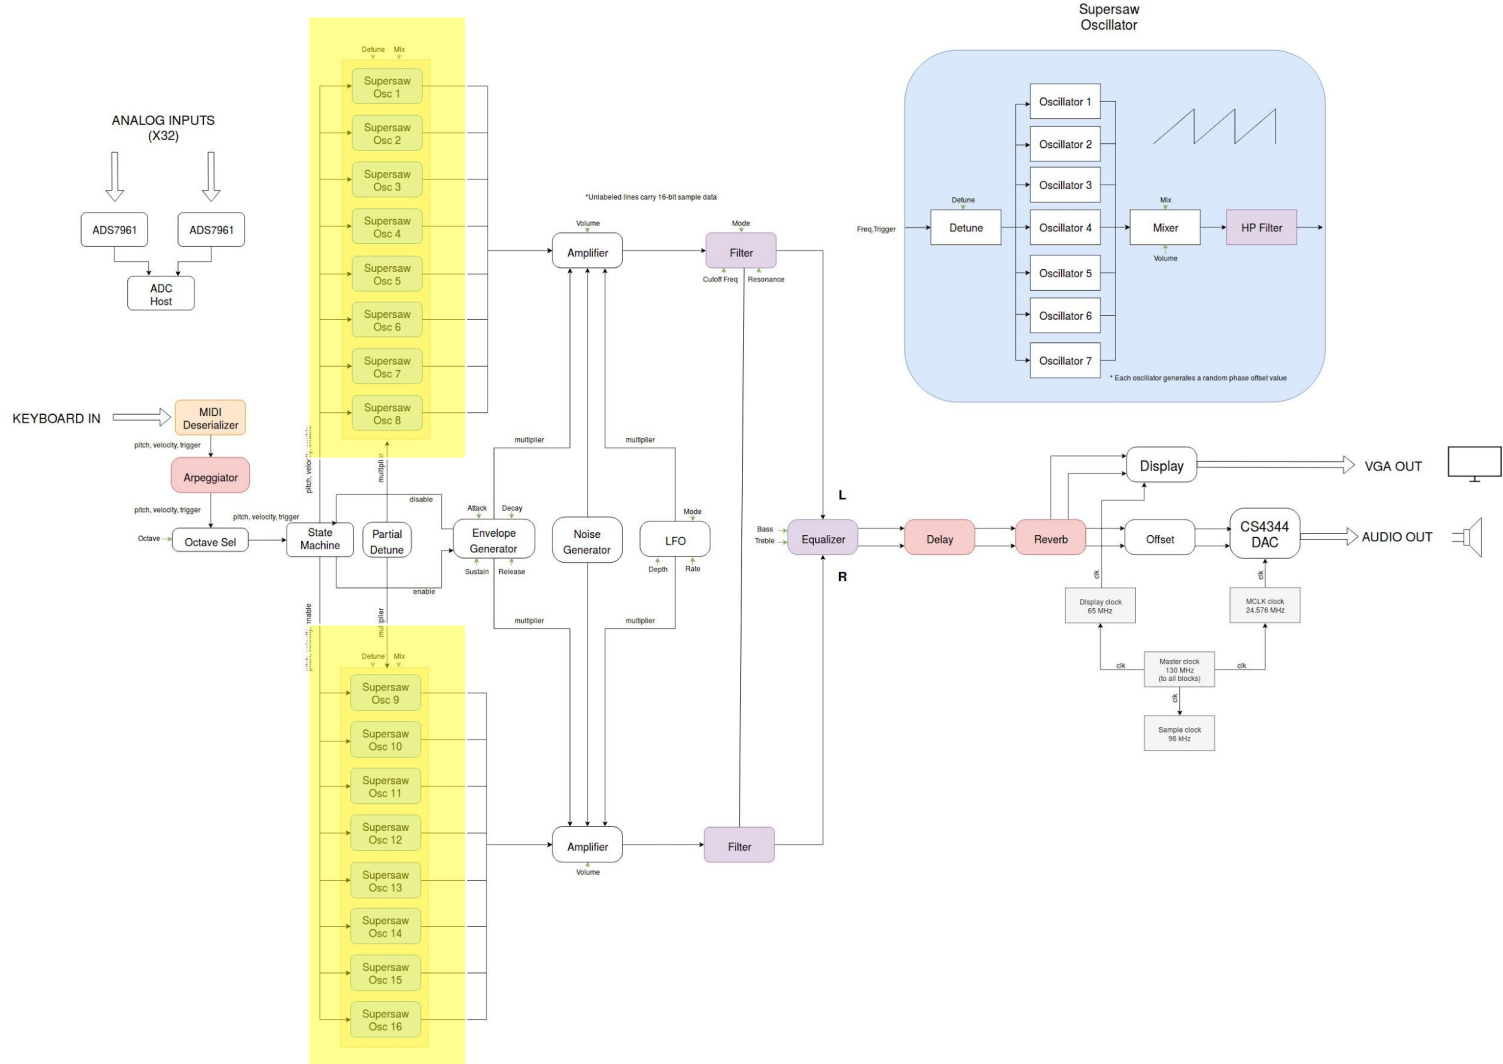 Supersaw
Oscillator
Detune
Mix
Supersaw
Osc 1
Supersaw
Osc 2
Supersaw
Osc 3
Supersaw
Osc 4
Supersaw
Osc 5
Supersaw
Osc 6
Supersaw
Osc 7
Supersaw
Osc 8
ANALOG INPUTS
(X32)
ADS7961
ADS7961
ADC
Host
*Unlabeled lines carry 16-bit sample data
Volume
Amplifier
Mode
Filter
Cutoff Freq
Resonance
Freq,Trigger
Detune
Detune
Oscillator 1
Oscillator 2
Oscillator 3
Oscillator 4
Oscillator 5
Oscillator 6
Oscillator 7
Mix
Mixer
Volume
HP Filter
* Each oscillator generates a random phase offset value
KEYBOARD IN
MIDI
Deserializer
pitch, velocity, trigger
Arpeggiator
pitch, velocity, trigger
Octave
Octave Sel
pitch, velocity, trigger
State
Machine
multiplier
Partial
Detune
multiplier
disable
enable
Attack
Decay
Envelope
Generator
Sustain
Release
multiplier
multiplier
Noise
Generator
multiplier
multiplier
Mode
LFO
Depth
Rate
L
R
Bass
Treble
Equalizer
Delay
Reverb
Offset
Display
VGA OUT
CS4344
DAC
AUDIO OUT
clk
clk
Display clock
65 MHz
MCLK clock
24.576 MHz
clk
Master clock
130 MHz
(to all blocks)
clk
clk
Sample clock
96 kHz
Detune
Mix
Supersaw
Osc 9
Supersaw
Osc 10
Supersaw
Osc 11
Supersaw
Osc 12
Supersaw
Osc 13
Supersaw
Osc 14
Supersaw
Osc 15
Supersaw
Osc 16
Amplifier
Volume
Filter